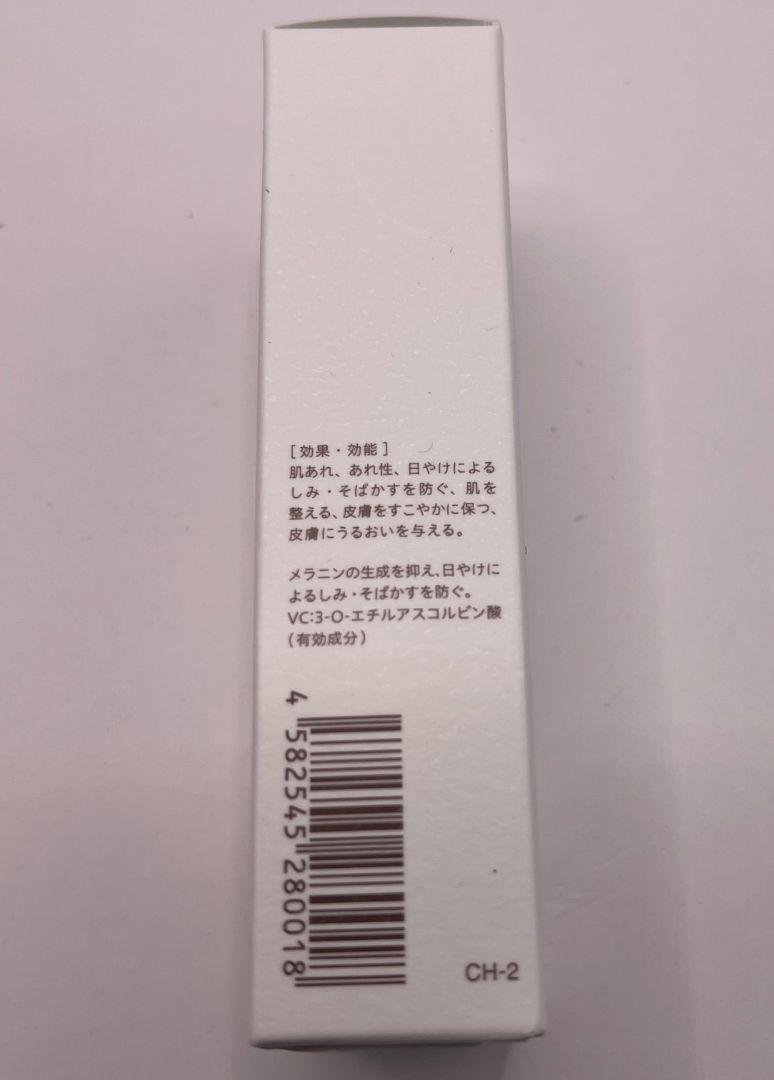 [効果・効能]
肌あれ、あれ性、日やけによる
しみ・そばかすを防ぐ、肌を
整える、皮膚をすこやかに保つ、
皮膚にうるおいを与える。
メラニンの生成を抑え、日やけに
よるしみ・そばかすを防ぐ。
VC:3-O-エチルアスコルビン酸
(有効成分)
4 582545 280018
CH-2